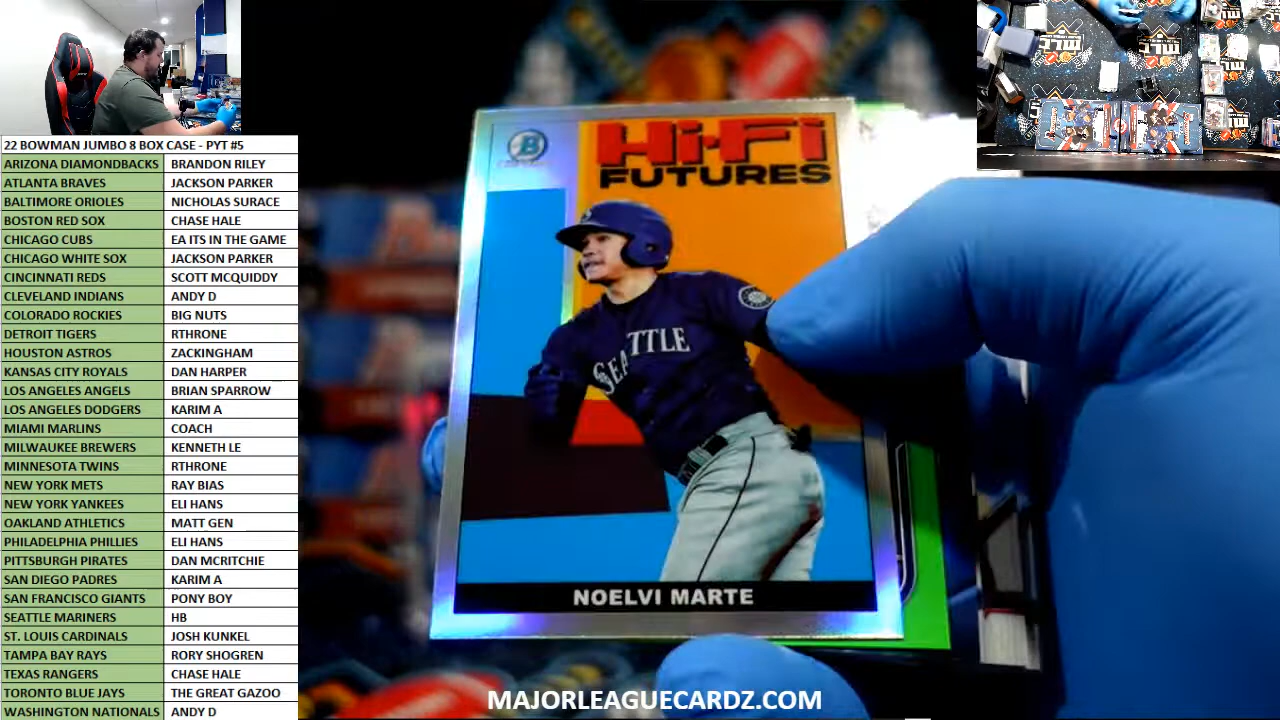 22 BOWMAN JUMBO 8 BOX CASE - PYT #5
ARIZONA DIAMONDBACKS BRANDON RILEY
ATLANTA BRAVES JACKSON PARKER
BALTIMORE ORIOLES NICHOLAS SURACE
BOSTON RED SOX CHASE HALE
CHICAGO CUBS EA ITS IN THE GAME
CHICAGO WHITE SOX JACKSON PARKER
CINCINNATI REDS SCOTT MCQUIDDY
CLEVELAND INDIANS ANDY D
COLORADO ROCKIES BIG NUTS
DETROIT TIGERS RTHRONE
HOUSTON ASTROS ZACKINGHAM
KANSAS CITY ROYALS DAN HARPER
LOS ANGELES ANGELS BRIAN SPARROW
LOS ANGELES DODGERS KARIM A
MIAMI MARLINS COACH
MILWAUKEE BREWERS KENNETH LE
MINNESOTA TWINS RTHRONE
NEW YORK METS RAY BIAS
NEW YORK YANKEES ELI HANS
OAKLAND ATHLETICS MATT GEN
PHILADELPHIA PHILLIES ELI HANS
PITTSBURGH PIRATES DAN MCRITCHIE
SAN DIEGO PADRES KARIM A
SAN FRANCISCO GIANTS PONY BOY
SEATTLE MARINERS HB
ST. LOUIS CARDINALS JOSH KUNKEL
TAMPA BAY RAYS RORY SHOGREN
TEXAS RANGERS CHASE HALE
TORONTO BLUE JAYS THE GREAT GAZOO
WASHINGTON NATIONALS ANDY D
B
Hi-Fi
FUTURES
SEATTLE
NOELVI MARTE
MAJORLEAGUECARDZ.COM